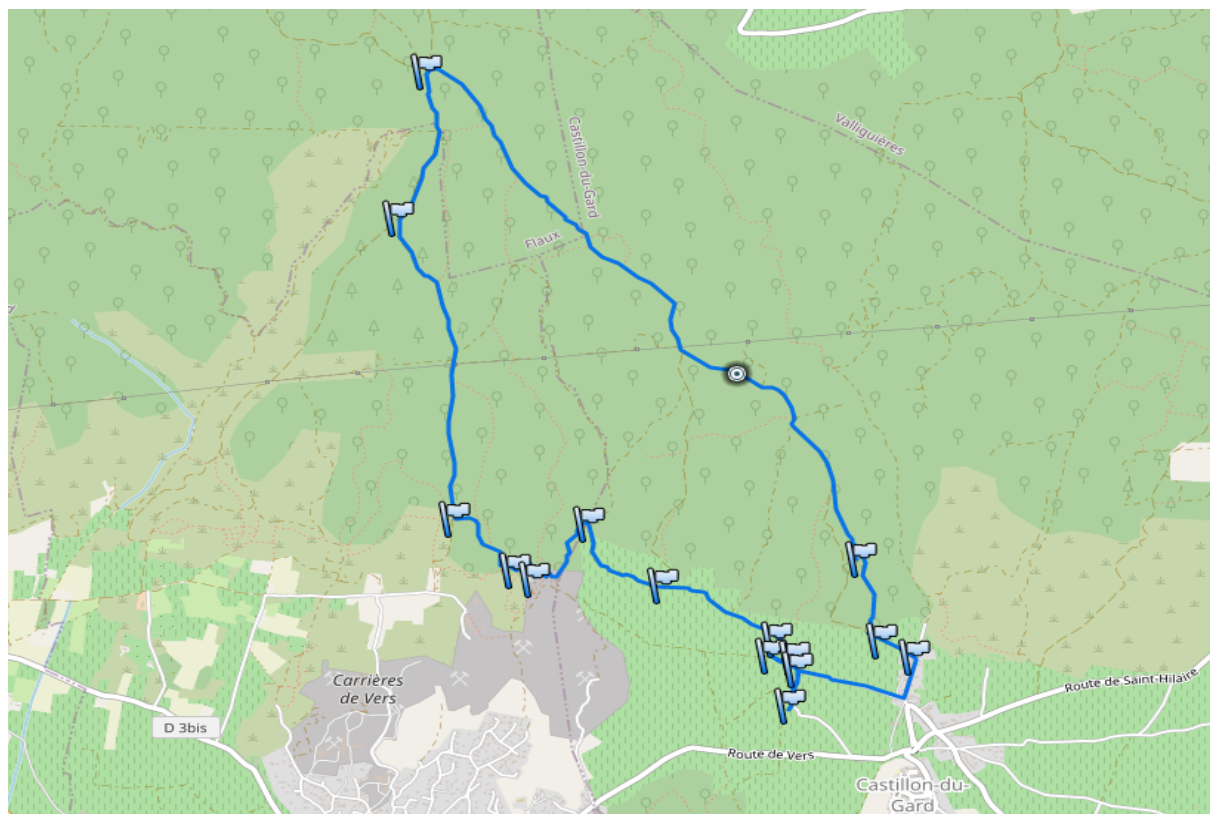 Valliguières
Castillon-du-Gard
Flaux
Carrières
de Vers
Route de Saint-Hilaire
D 3bis
Route de Vers
Castillon-du-
Gard